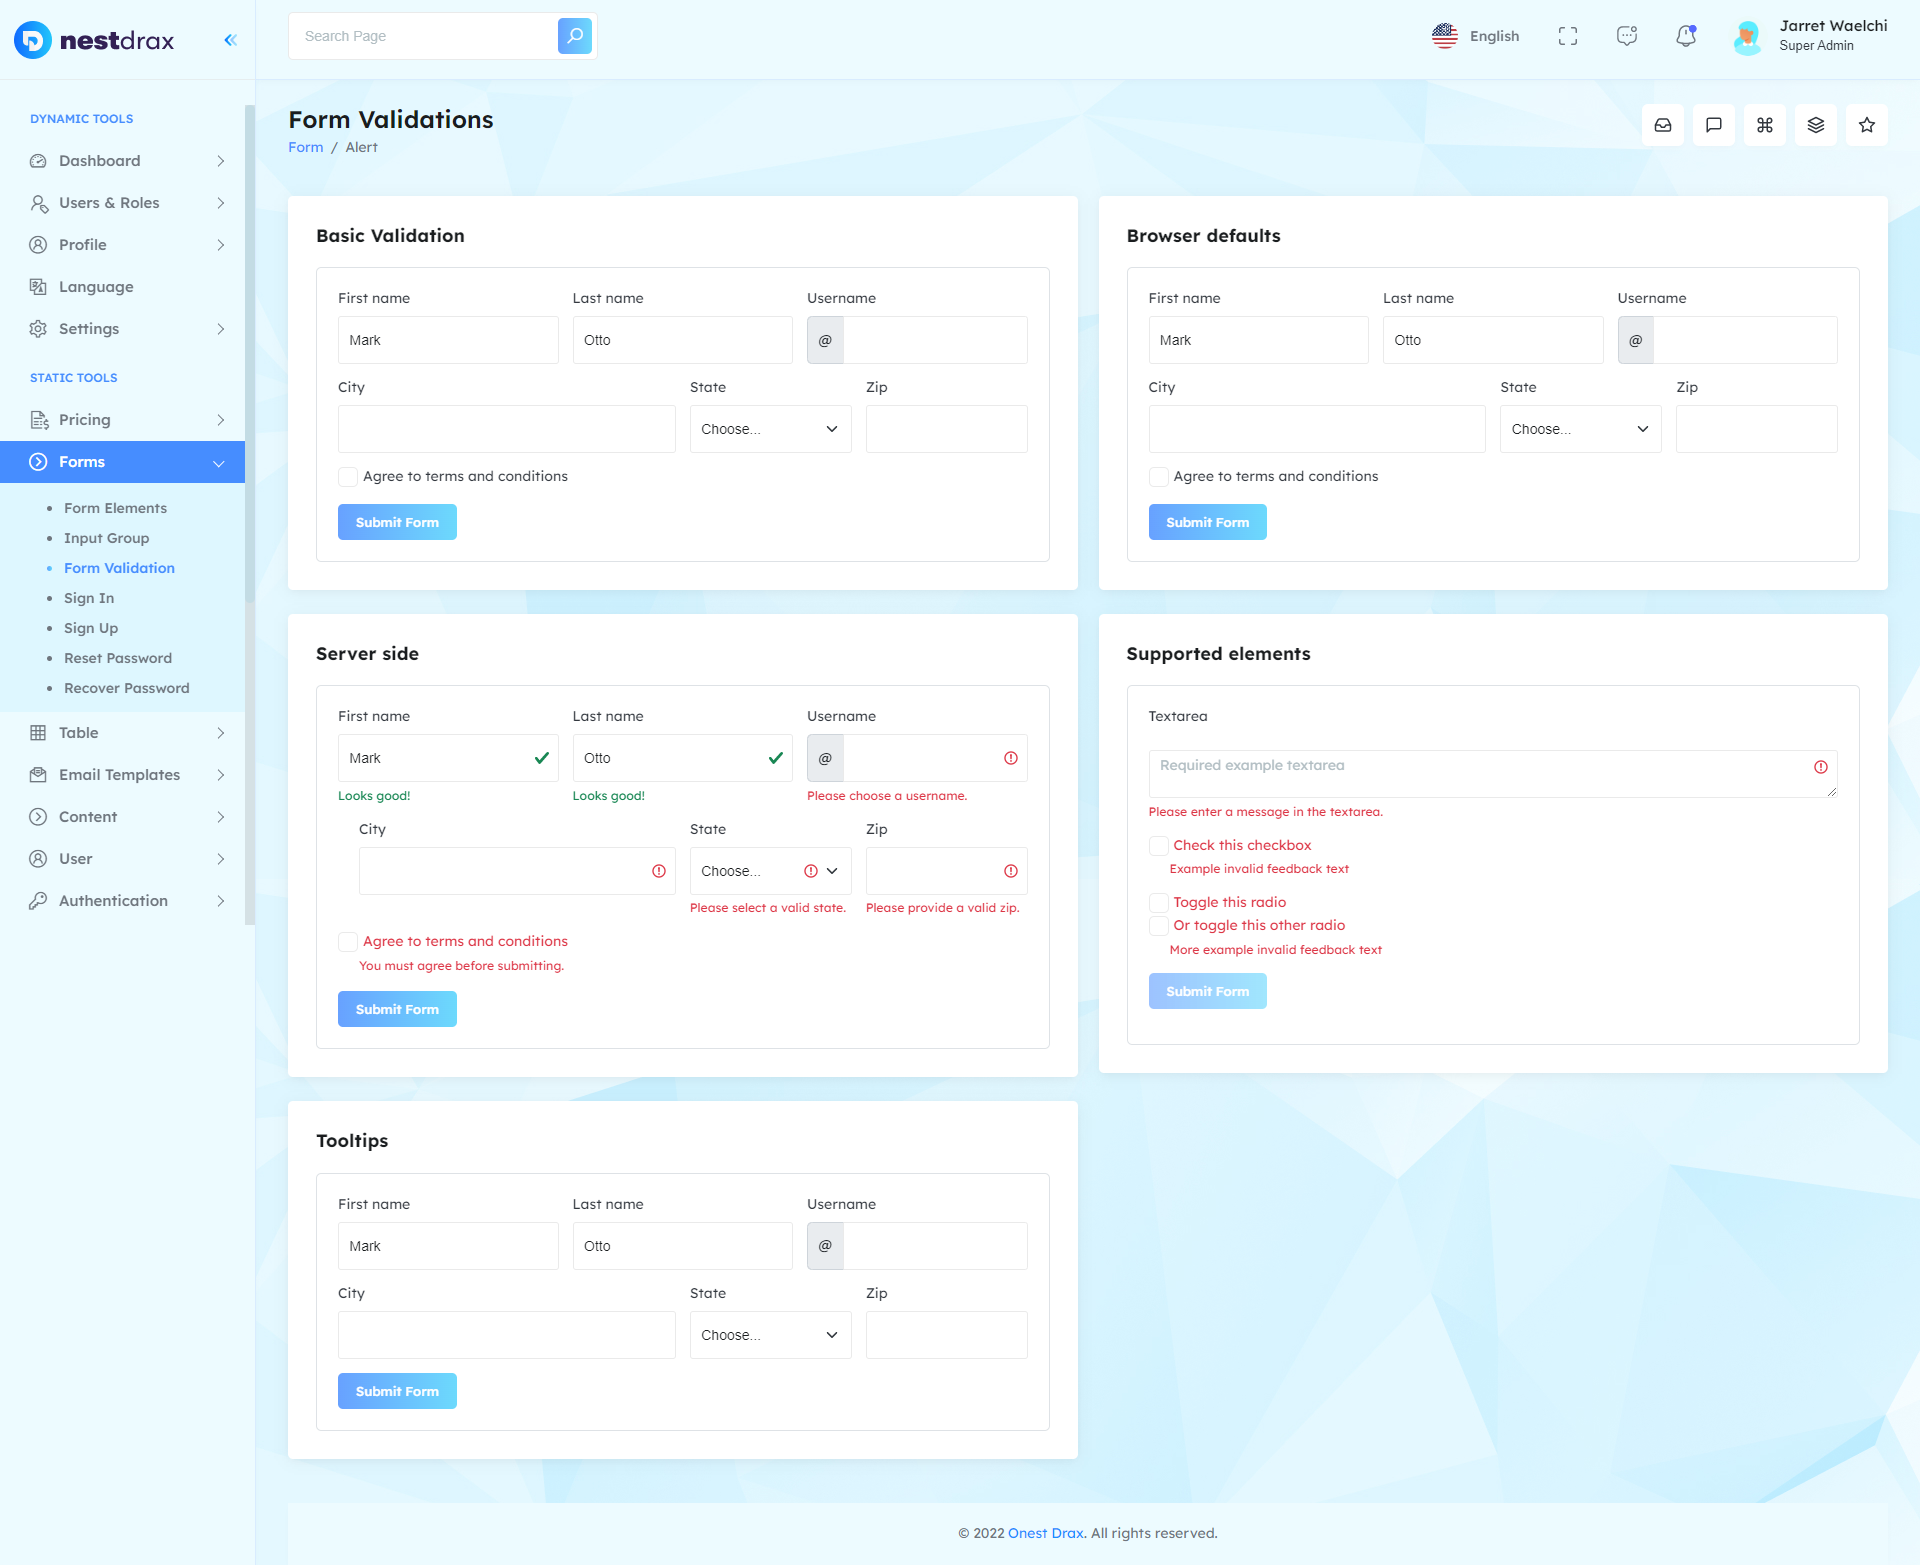 nestdrax
Search Page
English
Jarret Waelchi
Super Admin
DYNAMIC TOOLS
Dashboard
Users & Roles
Profile
Language
Settings
STATIC TOOLS
Pricing
Forms
Form Elements
Input Group
Form Validation
Sign In
Sign Up
Reset Password
Recover Password
Table
Email Templates
Content
User
Authentication
Form Validations
Form / Alert
Basic Validation
First name Last name Username
Mark Otto @
City State Zip
Choose...
Agree to terms and conditions
Submit Form
Browser defaults
First name Last name Username
Mark Otto @
City State Zip
Choose...
Agree to terms and conditions
Submit Form
Server side
First name Last name Username
Mark Otto @
Looks good! Looks good! Please choose a username.
City State Zip
Choose...
Please select a valid state. Please provide a valid zip.
Agree to terms and conditions
You must agree before submitting.
Submit Form
Supported elements
Textarea
Required example textarea
Please enter a message in the textarea.
Check this checkbox
Example invalid feedback text
Toggle this radio
Or toggle this other radio
More example invalid feedback text
Submit Form
Tooltips
First name Last name Username
Mark Otto @
City State Zip
Choose...
Submit Form
© 2022 Onest Drax. All rights reserved.